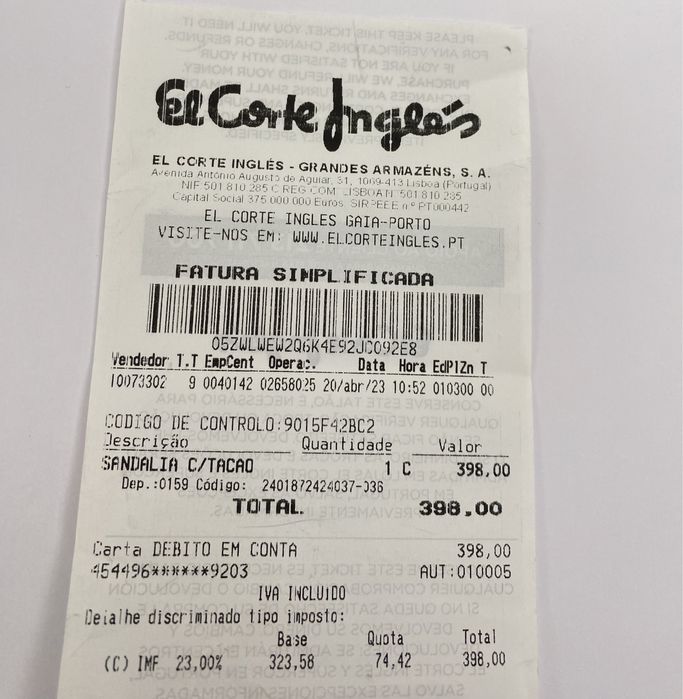 El Corte Inglés
EL CORTE INGLÉS - GRANDES ARMAZÉNS, S. A.
Avenida António Augusto de Aguiar, 31, 1069-413 Lisboa (Portugal)
NIF 501 810 285 C REG COM LISBOA Nº 501 810 285
Capital Social 375 000 000 Euros. SIRPEEE nº PT000442
EL CORTE INGLES GAIA-PORTO
VISITE-NOS EM: WWW.ELCORTEINGLES.PT
FATURA SIMPLIFICADA
05ZWLWEW2Q6K4E92JC092E8
Vendedor T.T EmpCent Operac. Data Hora EdPlZn T
10073302 9 0040142 02658025 20/abr/23 10:52 010300 00
CODIGO DE CONTROLO:9015F42BC2
Descrição Quantidade Valor
SANDALIA C/TACAO 1 C 398,00
Dep.:0159 Código: 2401872424037-036
TOTAL 398,00
Carta DEBITO EM CONTA 398,00
454496******9203 AUT:010005
IVA INCLUIDO
Detalhe discriminado tipo imposto:
Base Quota Total
(C) IMF 23,00% 323,58 74,42 398,00